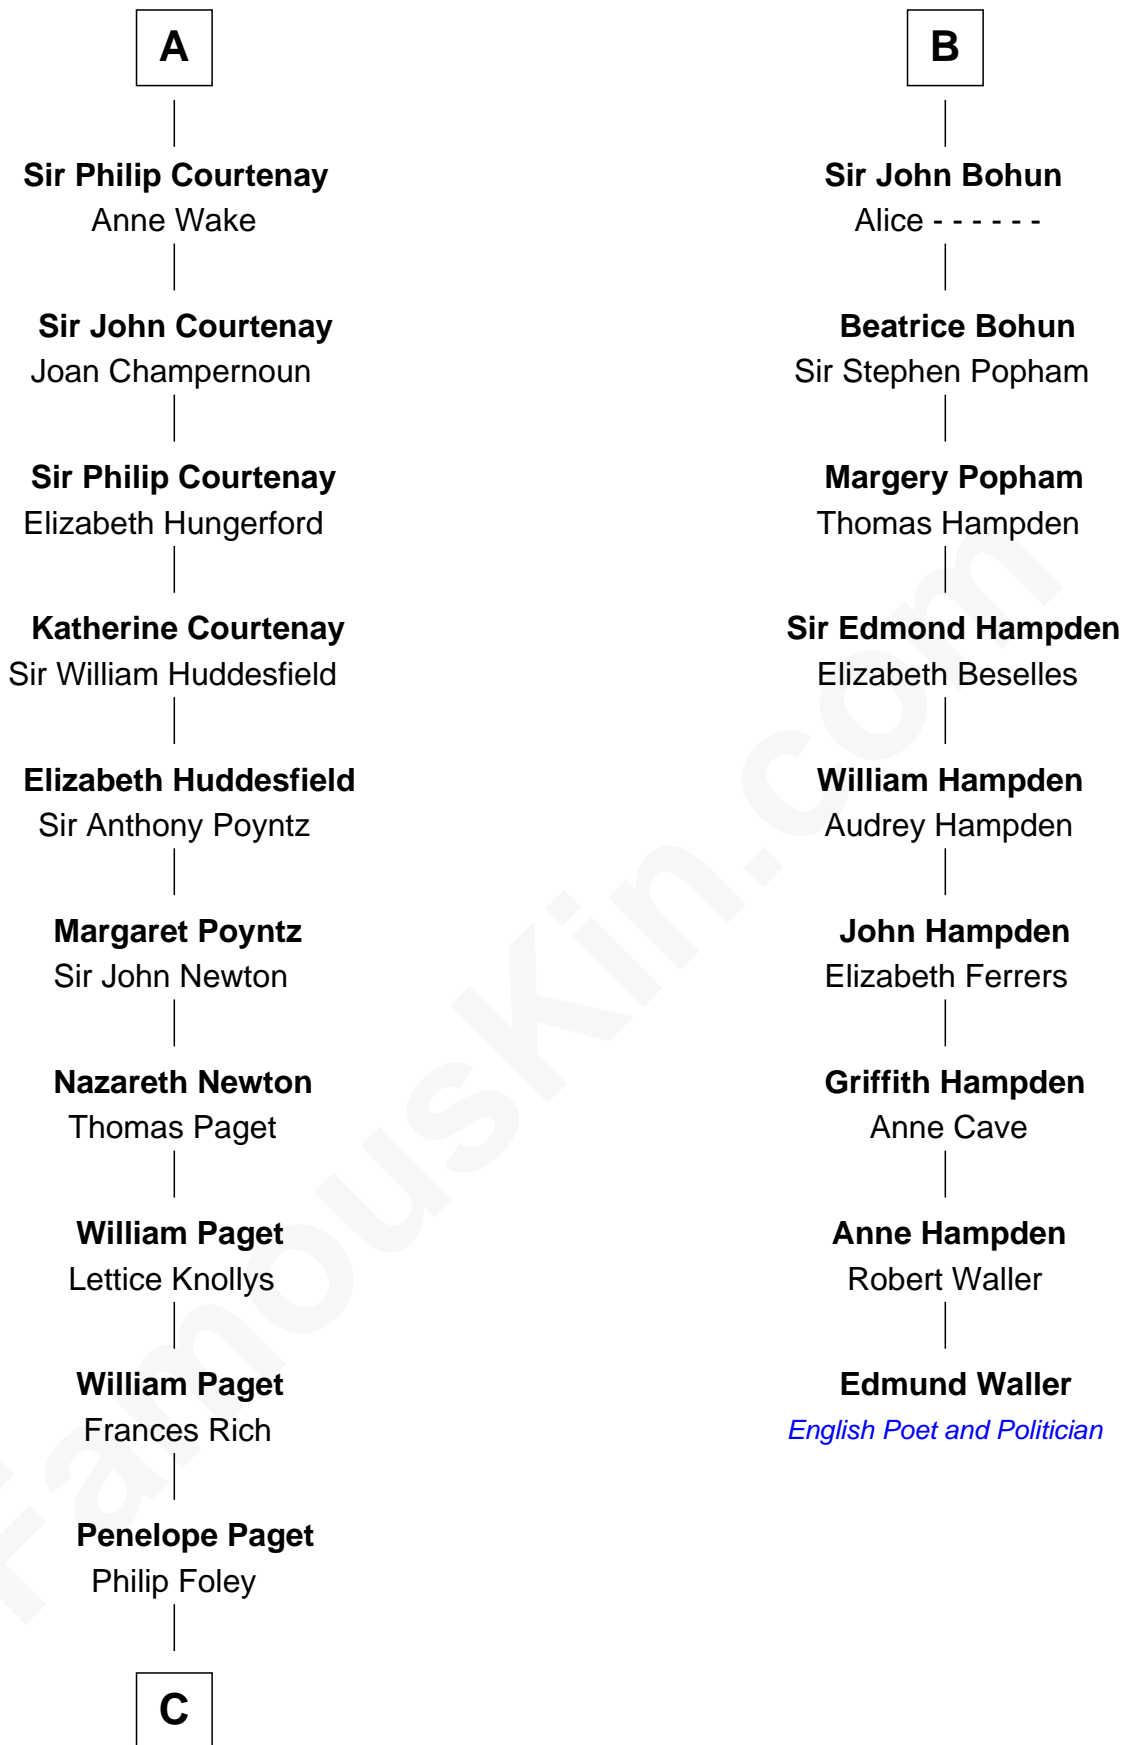 A
Sir Philip Courtenay
Anne Wake
Sir John Courtenay
Joan Champernoun
Sir Philip Courtenay
Elizabeth Hungerford
Katherine Courtenay
Sir William Huddesfield
Elizabeth Huddesfield
Sir Anthony Poyntz
Margaret Poyntz
Sir John Newton
Nazareth Newton
Thomas Paget
William Paget
Lettice Knollys
William Paget
Frances Rich
Penelope Paget
Philip Foley
C
B
Sir John Bohun
Alice - - - - - -
Beatrice Bohun
Sir Stephen Popham
Margery Popham
Thomas Hampden
Sir Edmond Hampden
Elizabeth Beselles
William Hampden
Audrey Hampden
John Hampden
Elizabeth Ferrers
Griffith Hampden
Anne Cave
Anne Hampden
Robert Waller
Edmund Waller
English Poet and Politician
FamousKin.com